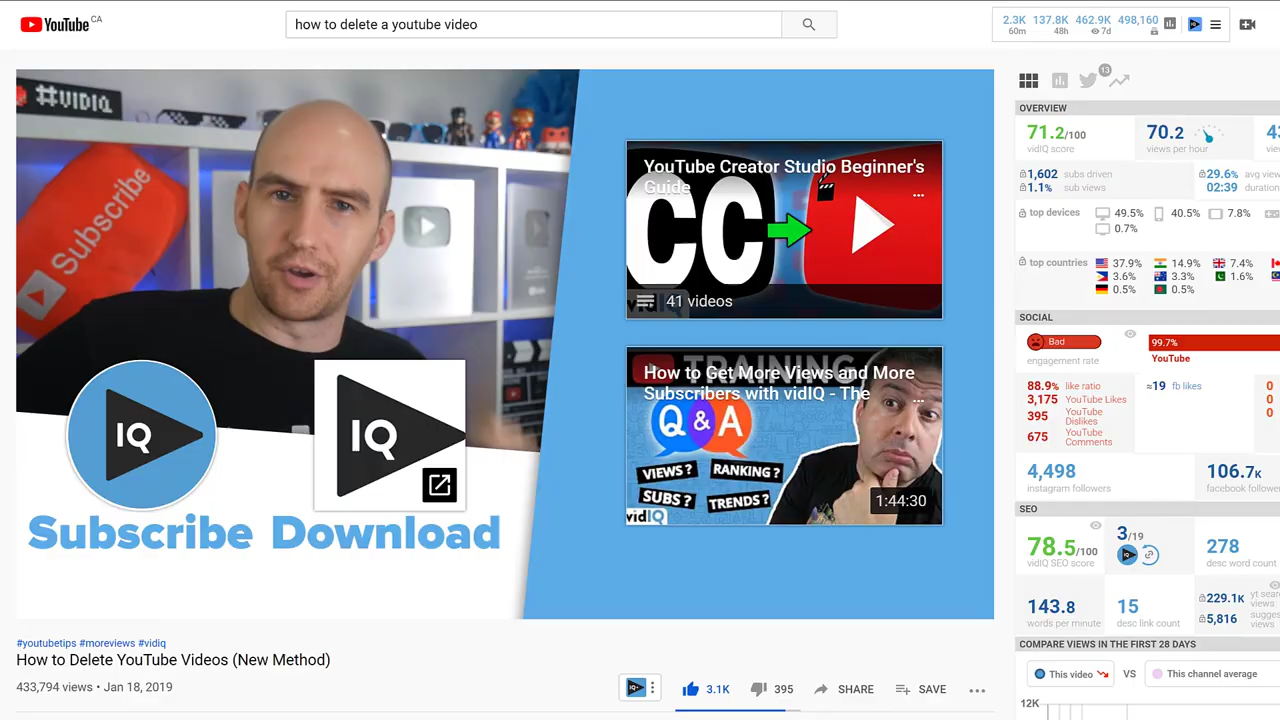 YouTube CA
how to delete a youtube video
2.3K 137.8K 462.9K 498,160
60m 48h 7d
#VIDIQ
Subscribe
IQ
IQ
Subscribe Download
YouTube Creator Studio Beginner's
Guide
CC
vidIQ
41 videos
TRAINING
How to Get More Views and More
Subscribers with vidIQ - The
Q & A
VIEWS ?
RANKING ?
SUBS ?
TRENDS ?
vidIQ
1:44:30
#youtubetips #moreviews #vidiq
How to Delete YouTube Videos (New Method)
433,794 views • Jan 18, 2019
3.1K
395
SHARE
SAVE
13
OVERVIEW
71.2/100
vidIQ score
70.2
views per hour
1,602 subs driven
1.1% sub views
29.6%
02:39
top devices
49.5% 40.5% 7.8%
0.7%
top countries
37.9% 14.9% 7.4%
3.6% 3.3% 1.6%
0.5% 0.5%
SOCIAL
Bad
engagement rate
99.7%
YouTube
88.9% like ratio
3,175 YouTube Likes
395 YouTube
Dislikes
675 YouTube
Comments
≈19 fb likes
0
0
0
4,498
instagram followers
106.7K
SEO
78.5/100
vidIQ SEO score
3/19
278
desc word count
143.8
words per minute
15
desc link count
229.1K
5,816
COMPARE VIEWS IN THE FIRST 28 DAYS
This video VS This channel average
12K